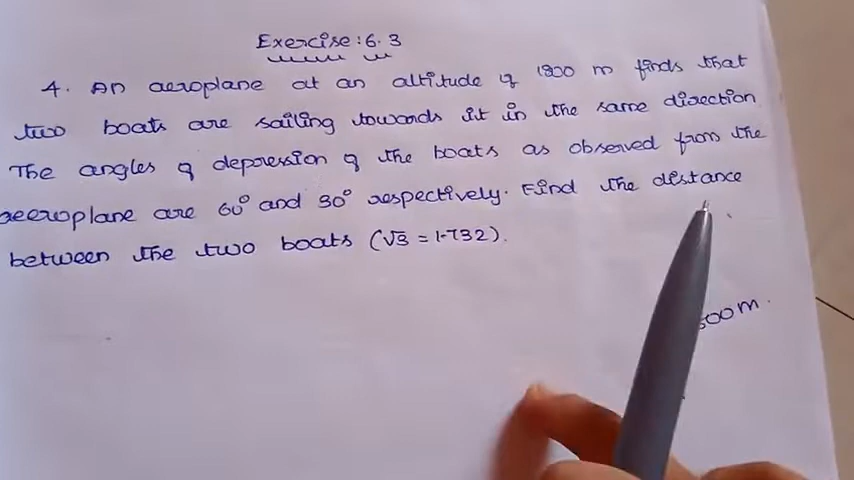 Exercise: 6.3
4. An aeroplane at an altitude of 1800 m finds that
two boats are sailing towards it in the same direction
The angles of depression of the boats as observed from the
aeeroplane are 60° and 30° respectively. Find the distance
between the two boats (√3 = 1.732).
00m.